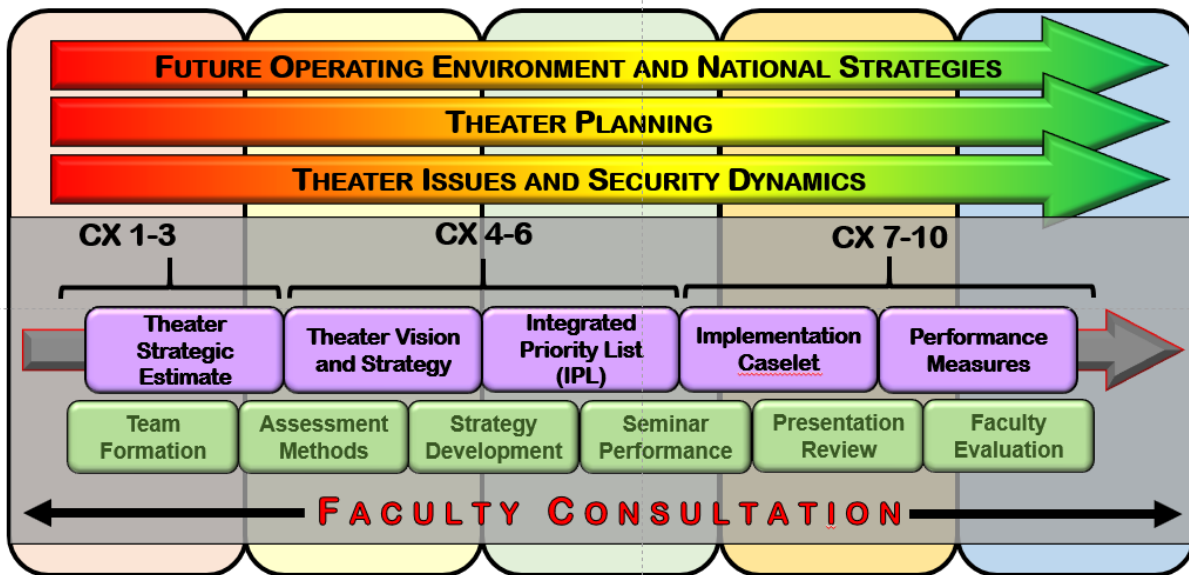 FUTURE OPERATING ENVIRONMENT AND NATIONAL STRATEGIES
THEATER PLANNING
THEATER ISSUES AND SECURITY DYNAMICS
CX 1-3
CX 4-6
CX 7-10
Theater
Strategic
Estimate
Theater Vision
and Strategy
Integrated
Priority List
(IPL)
Implementation
Caselet
Performance
Measures
Team
Formation
Assessment
Methods
Strategy
Development
Seminar
Performance
Presentation
Review
Faculty
Evaluation
FACULTY CONSULTATION